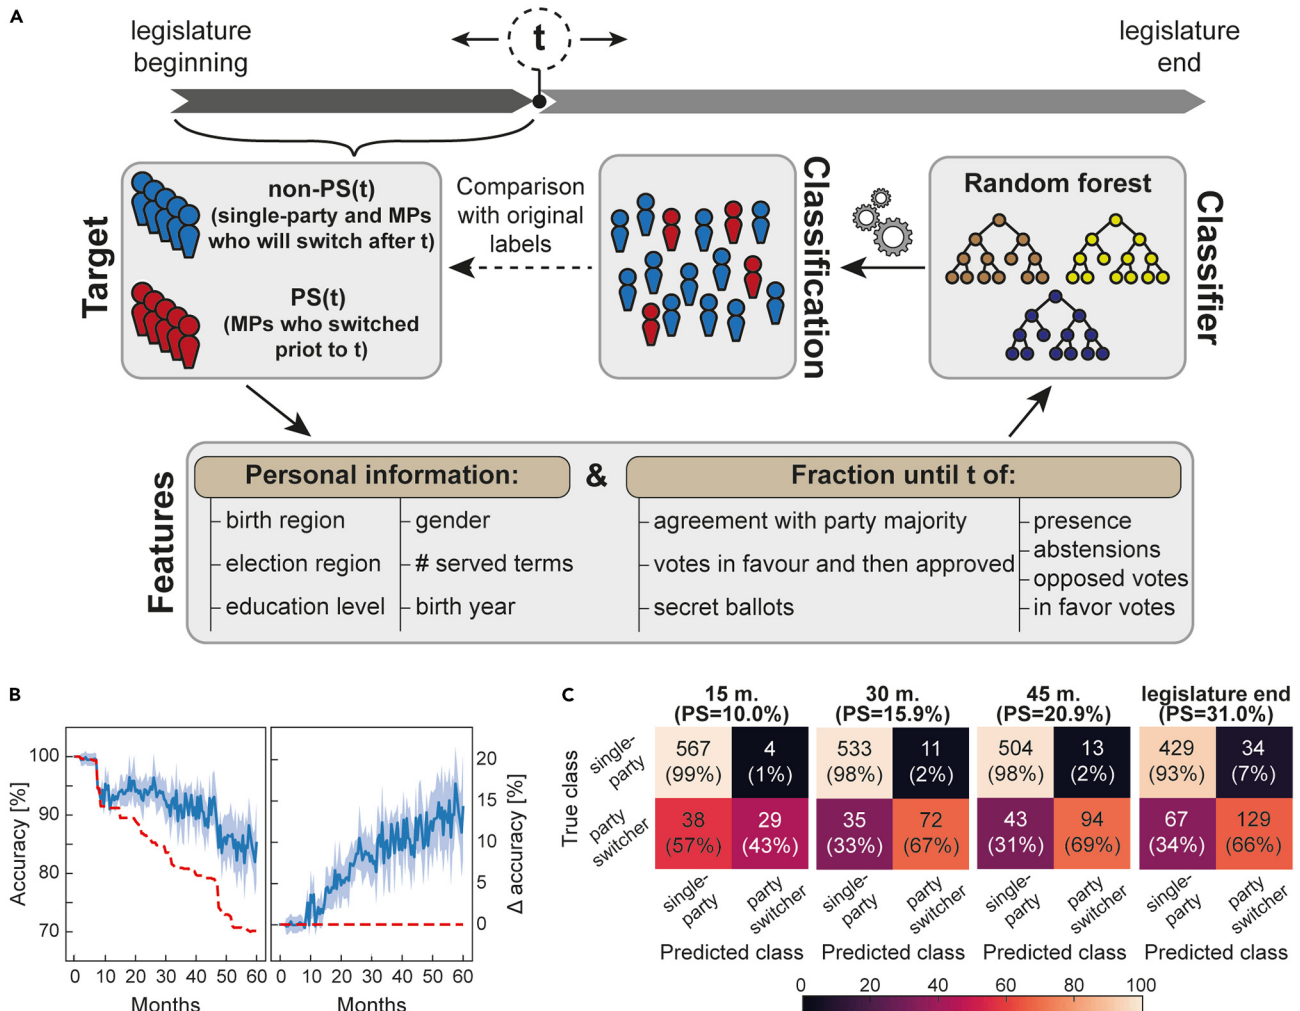 A
legislature
beginning
t
legislature
end
Target
non-PS(t)
(single-party and MPs
who will switch after t)
PS(t)
(MPs who switched
priot to t)
Comparison
with original
labels
Classification
Random forest
Classifier
Features
Personal information:
&
Fraction until t of:
birth region
gender
election region
# served terms
education level
birth year
agreement with party majority
votes in favour and then approved
secret ballots
presence
abstensions
opposed votes
in favor votes
B
Accuracy [%]
100
90
80
70
0 10 20 30 40 50 60
Months
0 10 20 30 40 50 60
Months
20
15
10
5
0
Δ accuracy [%]
C
15 m.
(PS=10.0%)
30 m.
(PS=15.9%)
45 m.
(PS=20.9%)
legislature end
(PS=31.0%)
True class
single-
party
party
switcher
567
(99%)
4
(1%)
38
(57%)
29
(43%)
533
(98%)
11
(2%)
35
(33%)
72
(67%)
504
(98%)
13
(2%)
43
(31%)
94
(69%)
429
(93%)
34
(7%)
67
(34%)
129
(66%)
single-
party
party
switcher
single-
party
party
switcher
single-
party
party
switcher
single-
party
party
switcher
Predicted class
Predicted class
Predicted class
Predicted class
0 20 40 60 80 100